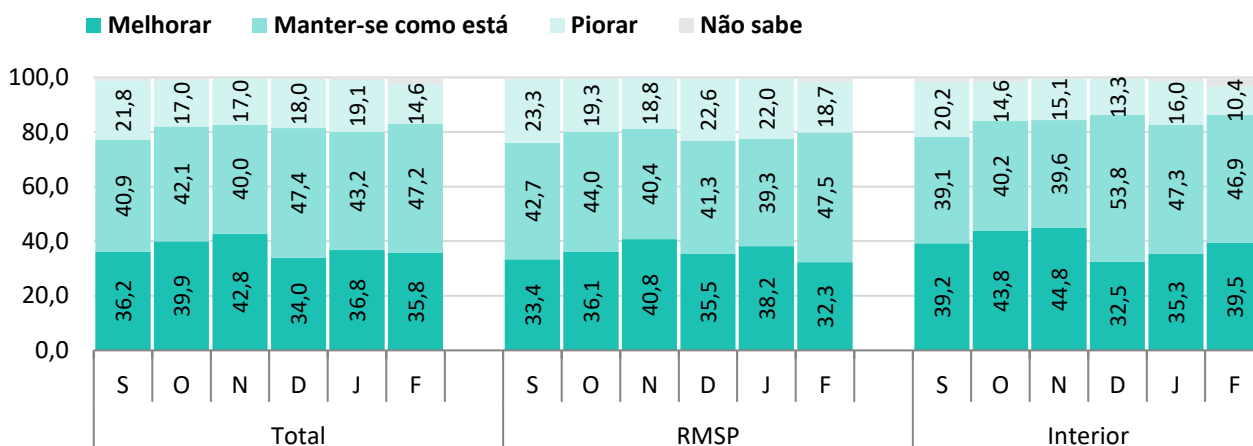 Melhorar Manter-se como está Piorar Não sabe
100,0
80,0
60,0
40,0
20,0
0,0
21,8 17,0 17,0 18,0 19,1 14,6 23,3 19,3 18,8 22,6 22,0 18,7 20,2 14,6 15,1 13,3 16,0 10,4
40,9 42,1 40,0 47,4 43,2 47,2 42,7 44,0 40,4 41,3 39,3 47,5 39,1 40,2 39,6 53,8 47,3 46,9
36,2 39,9 42,8 34,0 36,8 35,8 33,4 36,1 40,8 35,5 38,2 32,3 39,2 43,8 44,8 32,5 35,3 39,5
S O N D J F S O N D J F S O N D J F
Total RMSP Interior